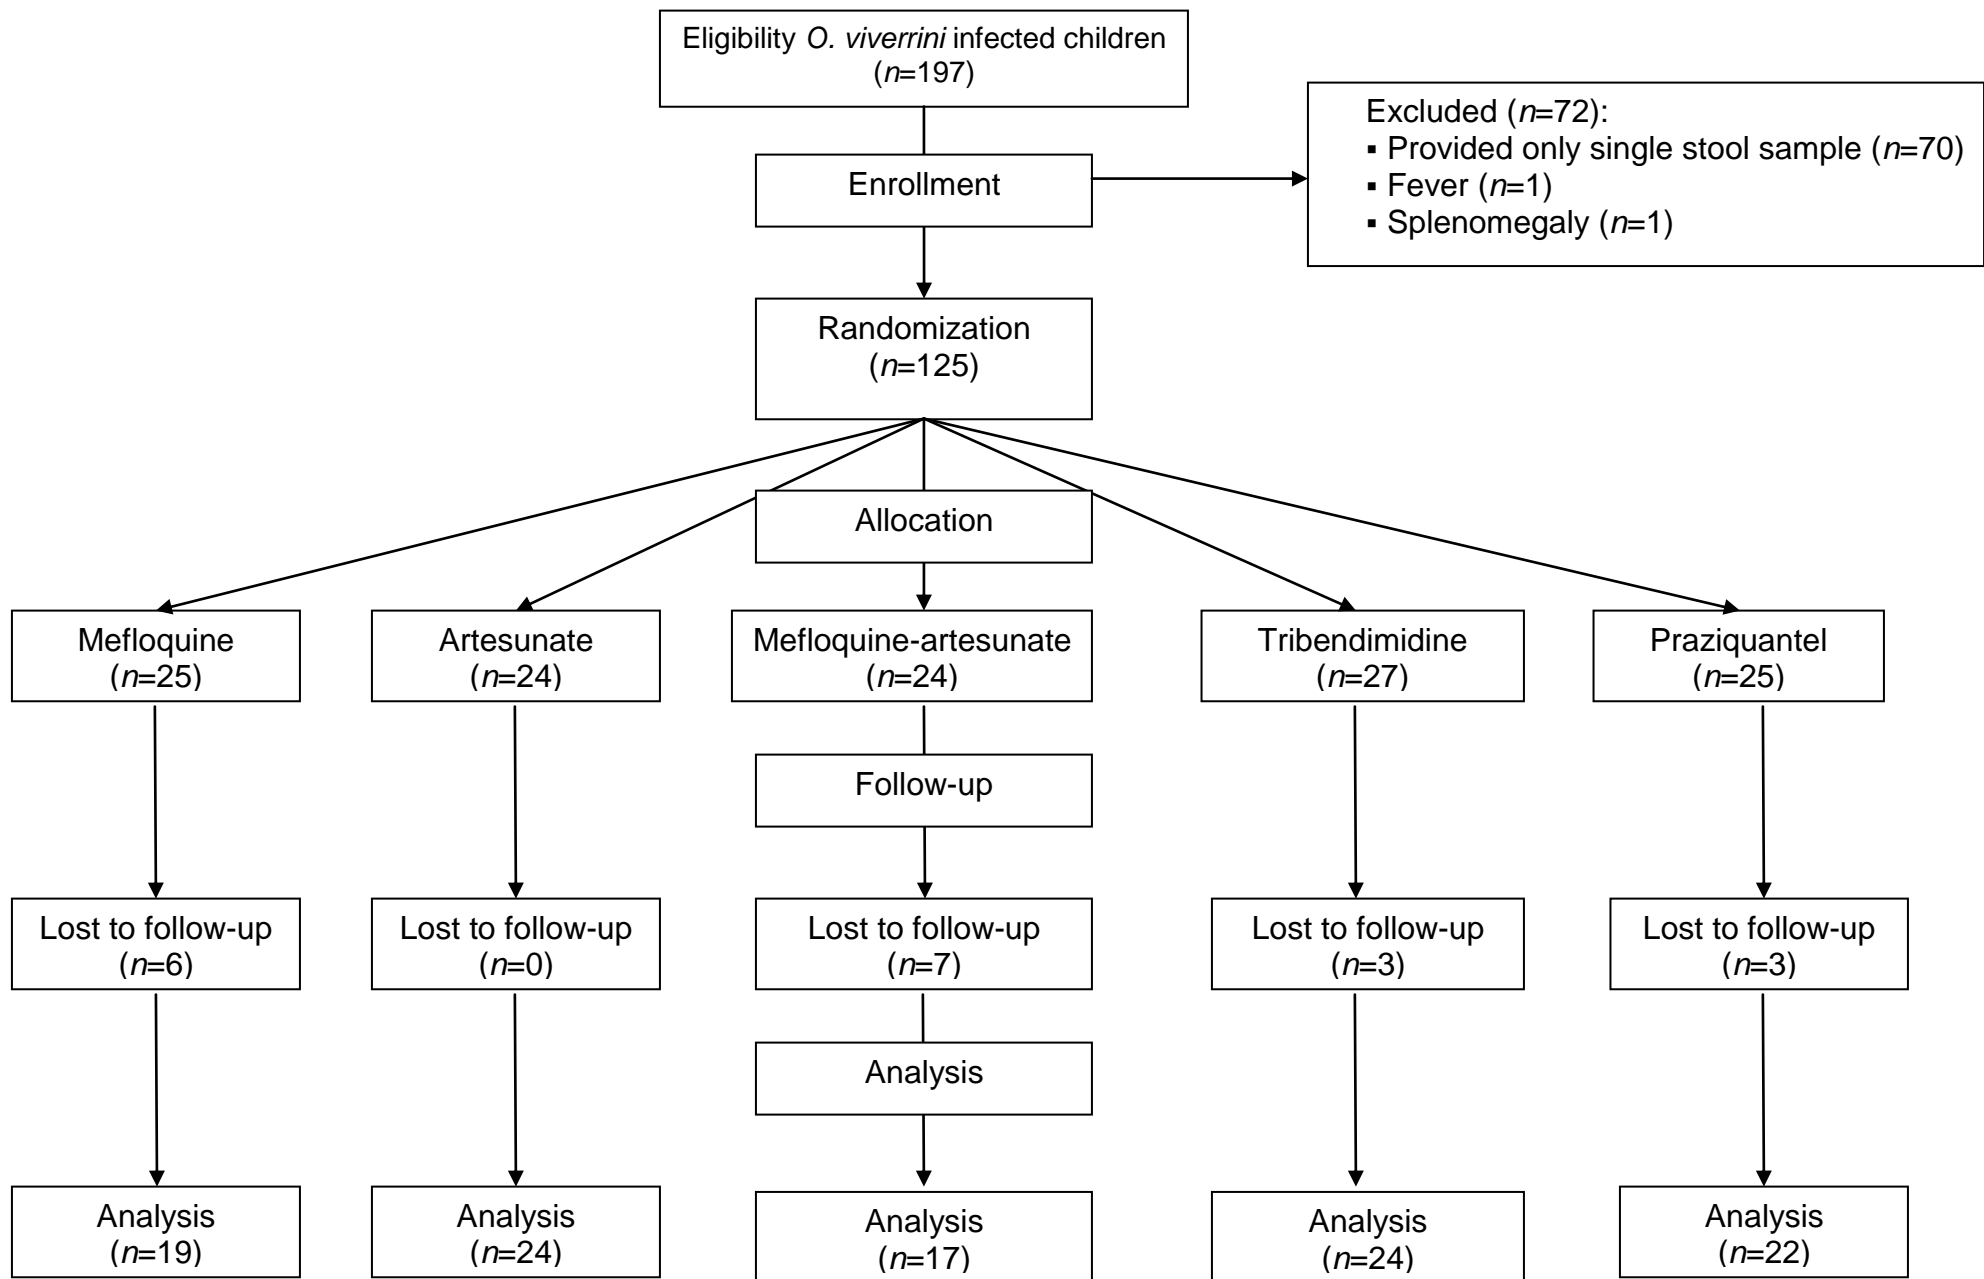 Eligibility O. viverrini infected children
(n=197)
Excluded (n=72):
▪ Provided only single stool sample (n=70)
▪ Fever (n=1)
▪ Splenomegaly (n=1)
Enrollment
Randomization
(n=125)
Allocation
Mefloquine
(n=25)
Artesunate
(n=24)
Mefloquine-artesunate
(n=24)
Tribendimidine
(n=27)
Praziquantel
(n=25)
Follow-up
Lost to follow-up
(n=6)
Lost to follow-up
(n=0)
Lost to follow-up
(n=7)
Lost to follow-up
(n=3)
Lost to follow-up
(n=3)
Analysis
Analysis
(n=19)
Analysis
(n=24)
Analysis
(n=17)
Analysis
(n=24)
Analysis
(n=22)